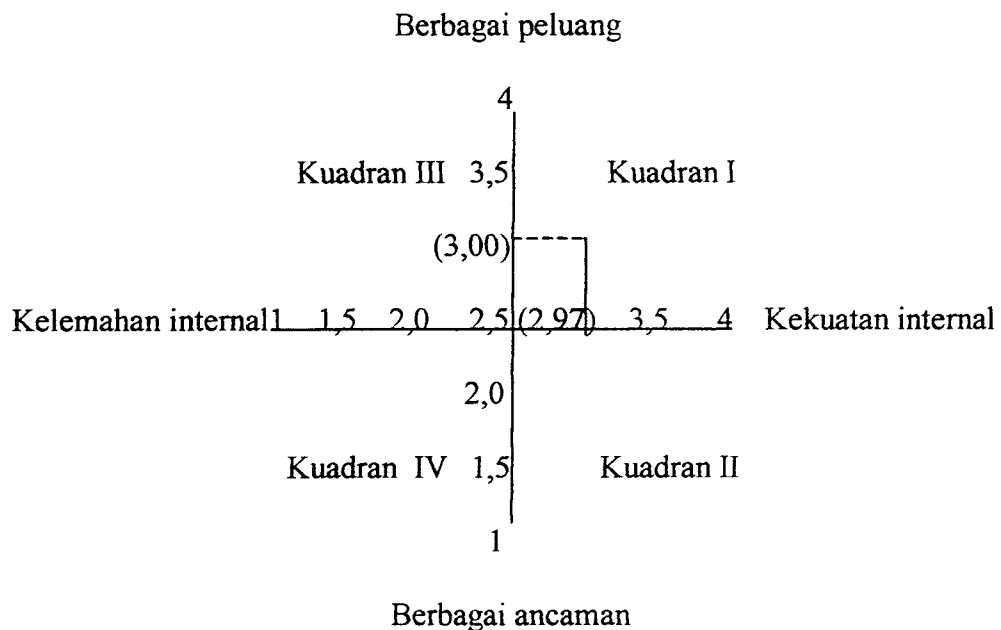 Berbagai peluang
4
Kuadran III 3,5 Kuadran I
(3,00)
Kelemahan internal 1 1,5 2,0 2,5 (2,97) 3,5 4 Kekuatan internal
2,0
Kuadran IV 1,5 Kuadran II
1
Berbagai ancaman